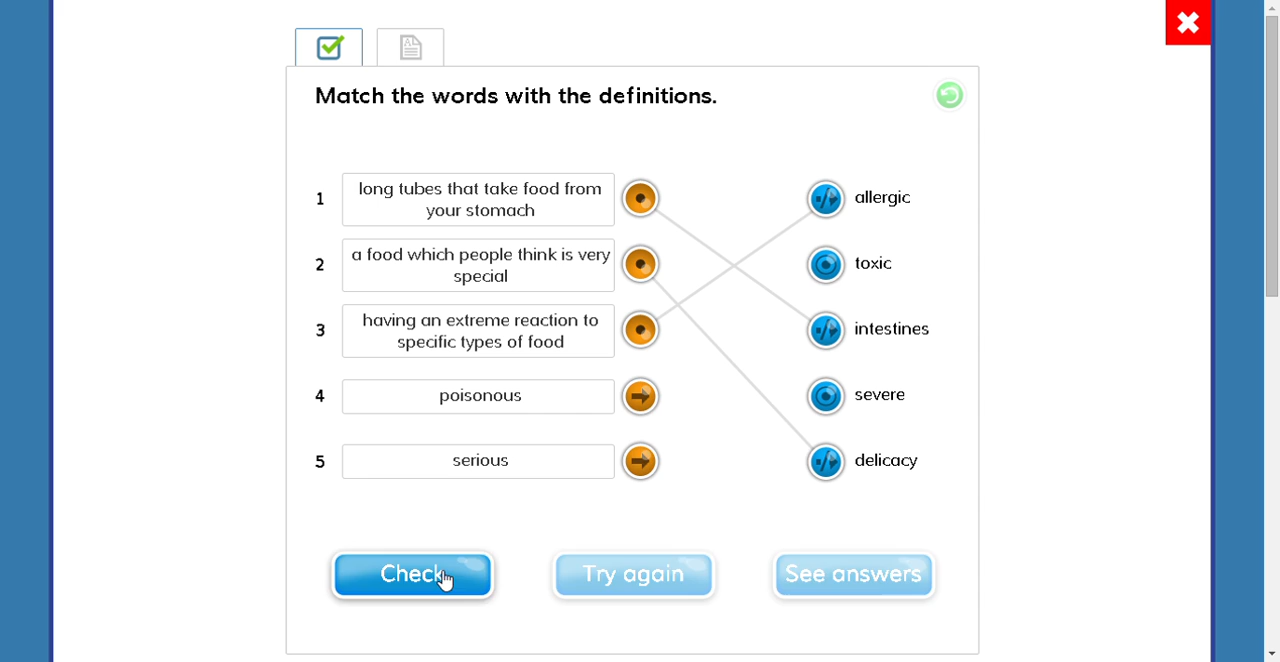 Match the words with the definitions.
1 long tubes that take food from
your stomach
allergic
2 a food which people think is very
special
toxic
3 having an extreme reaction to
specific types of food
intestines
4 poisonous
severe
5 serious
delicacy
Check
Try again
See answers